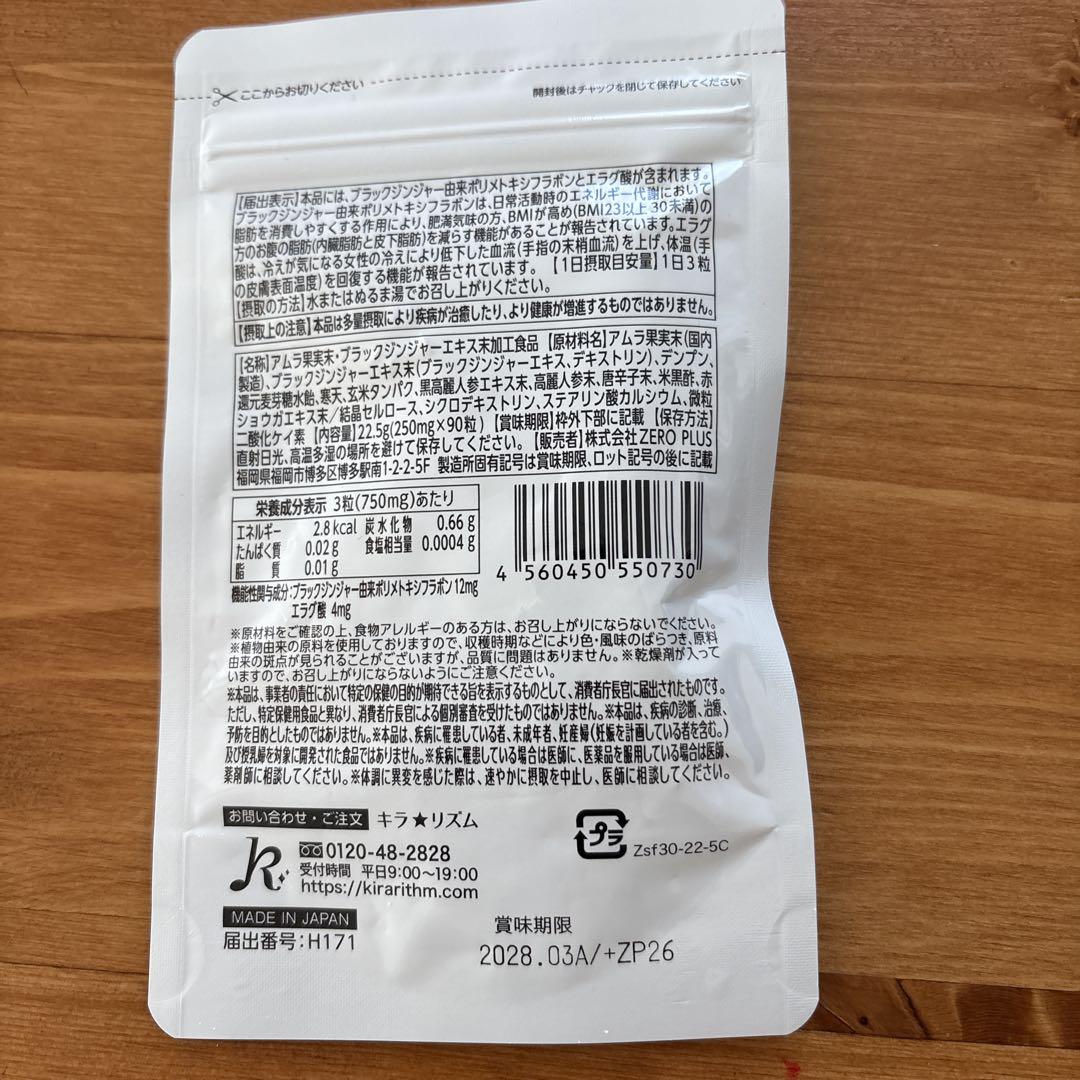 ここからお切りください
開封後はチャックを閉じて保存してください
【届出表示】本品には、ブラックジンジャー由来ポリメトキシフラボンとエラグ酸が含まれます。
ブラックジンジャー由来ポリメトキシフラボンは、日常活動時のエネルギー代謝において
脂肪を消費しやすくする作用により、肥満気味の方、BMIが高め(BMI23以上30未満)の
方のお腹の脂肪(内臓脂肪と皮下脂肪)を減らす機能があることが報告されています。エラグ
酸は、冷えが気になる女性の冷えにより低下した血流(手指の末梢血流)を上げ、体温(手
の皮膚表面温度)を回復する機能が報告されています。 【1日摂取目安量】1日3粒
【摂取の方法】水またはぬるま湯でお召し上がりください。
【摂取上の注意】本品は多量摂取により疾病が治癒したり、より健康が増進するものではありません。
【名称】アムラ果実末・ブラックジンジャーエキス末加工食品 【原材料名】アムラ果実末(国内
製造)、ブラックジンジャーエキス末(ブラックジンジャーエキス、デキストリン)、デンプン、
還元麦芽糖水飴、寒天、玄米タンパク、黒高麗人参エキス末、高麗人参末、唐辛子末、米黒酢、赤
ショウガエキス末/結晶セルロース、シクロデキストリン、ステアリン酸カルシウム、微粒
二酸化ケイ素 【内容量】22.5g(250mg×90粒) 【賞味期限】枠外下部に記載 【保存方法】
直射日光、高温多湿の場所を避けて保存してください。 【販売者】株式会社ZERO PLUS
福岡県福岡市博多区博多駅南1-2-2-5F 製造所固有記号は賞味期限、ロット記号の後に記載
栄養成分表示 3粒(750mg)あたり
エネルギー 2.8kcal 炭水化物 0.66g
たんぱく質 0.02g 食塩相当量 0.0004g
脂質 0.01g
4 560450 550730
機能性関与成分:ブラックジンジャー由来ポリメトキシフラボン 12mg
エラグ酸 4mg
※原材料をご確認の上、食物アレルギーのある方は、お召し上がりにならないでください。
※植物由来の原料を使用しておりますので、収穫時期などにより色・風味のばらつき、原料
由来の斑点が見られることがございますが、品質に問題はありません。※乾燥剤が入って
いますので、お召し上がりにならないようにご注意ください。
※本品は、事業者の責任において特定の保健の目的が期待できる旨を表示するものとして、消費者庁長官に届出されたものです。
ただし、特定保健用食品と異なり、消費者庁長官による個別審査を受けたものではありません。※本品は、疾病の診断、治療、
予防を目的としたものではありません。※本品は、疾病に罹患している者、未成年者、妊産婦(妊娠を計画している者を含む。)
及び授乳婦を対象に開発された食品ではありません。※疾病に罹患している場合は医師に、医薬品を服用している場合は医師、
薬剤師に相談してください。※体調に異変を感じた際は、速やかに摂取を中止し、医師に相談してください。
お問い合わせ・ご注文 キラ★リズム
0120-48-2828
受付時間 平日9:00〜19:00
https://kirarithm.com
プラ
Zsf30-22-5C
MADE IN JAPAN
届出番号:H171
賞味期限
2028.03A/+ZP26